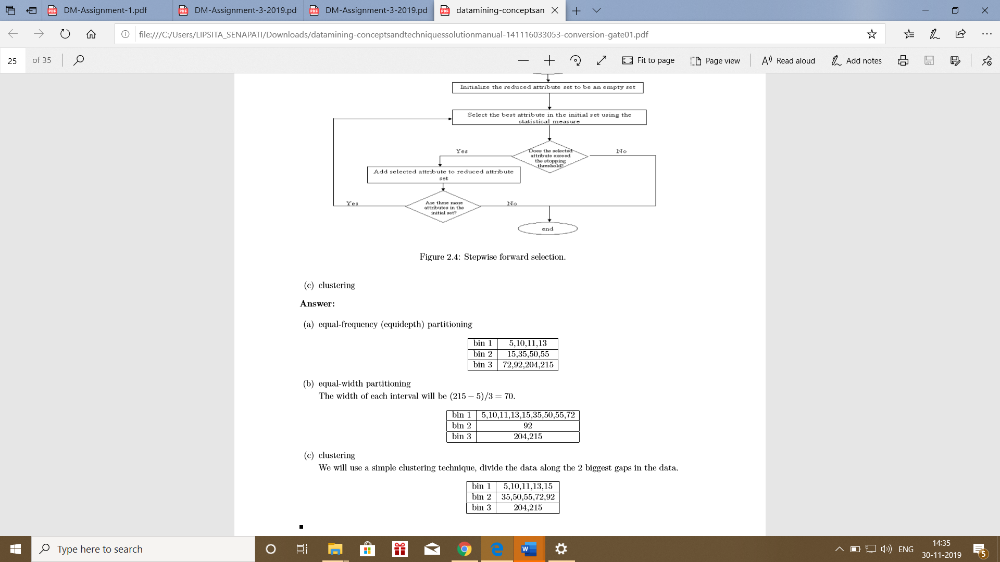 DM-Assignment-1.pdf
DM-Assignment-3-2019.pd
DM-Assignment-3-2019.pd
datamining-conceptsan
file:///C:/Users/LIPSITA_SENAPATI/Downloads/datamining-conceptsandtechniquessolutionmanual-141116033053-conversion-gate01.pdf
25 of 35
Fit to page
Page view
Read aloud
Add notes
Initialize the reduced attribute set to be an empty set
Select the best attribute in the initial set using the
statistical measure
Does the selected
attribute exceed
the stopping
threshold?
Yes
No
Add selected attribute to reduced attribute
set
Are there more
attributes in the
initial set?
Yes
No
end
Figure 2.4: Stepwise forward selection.
(c) clustering
Answer:
(a) equal-frequency (equidepth) partitioning
bin 1 5,10,11,13
bin 2 15,35,50,55
bin 3 72,92,204,215
(b) equal-width partitioning
The width of each interval will be (215 − 5)/3 = 70.
bin 1 5,10,11,13,15,35,50,55,72
bin 2 92
bin 3 204,215
(c) clustering
We will use a simple clustering technique, divide the data along the 2 biggest gaps in the data.
bin 1 5,10,11,13,15
bin 2 35,50,55,72,92
bin 3 204,215
Type here to search
ENG
14:35
30-11-2019
5